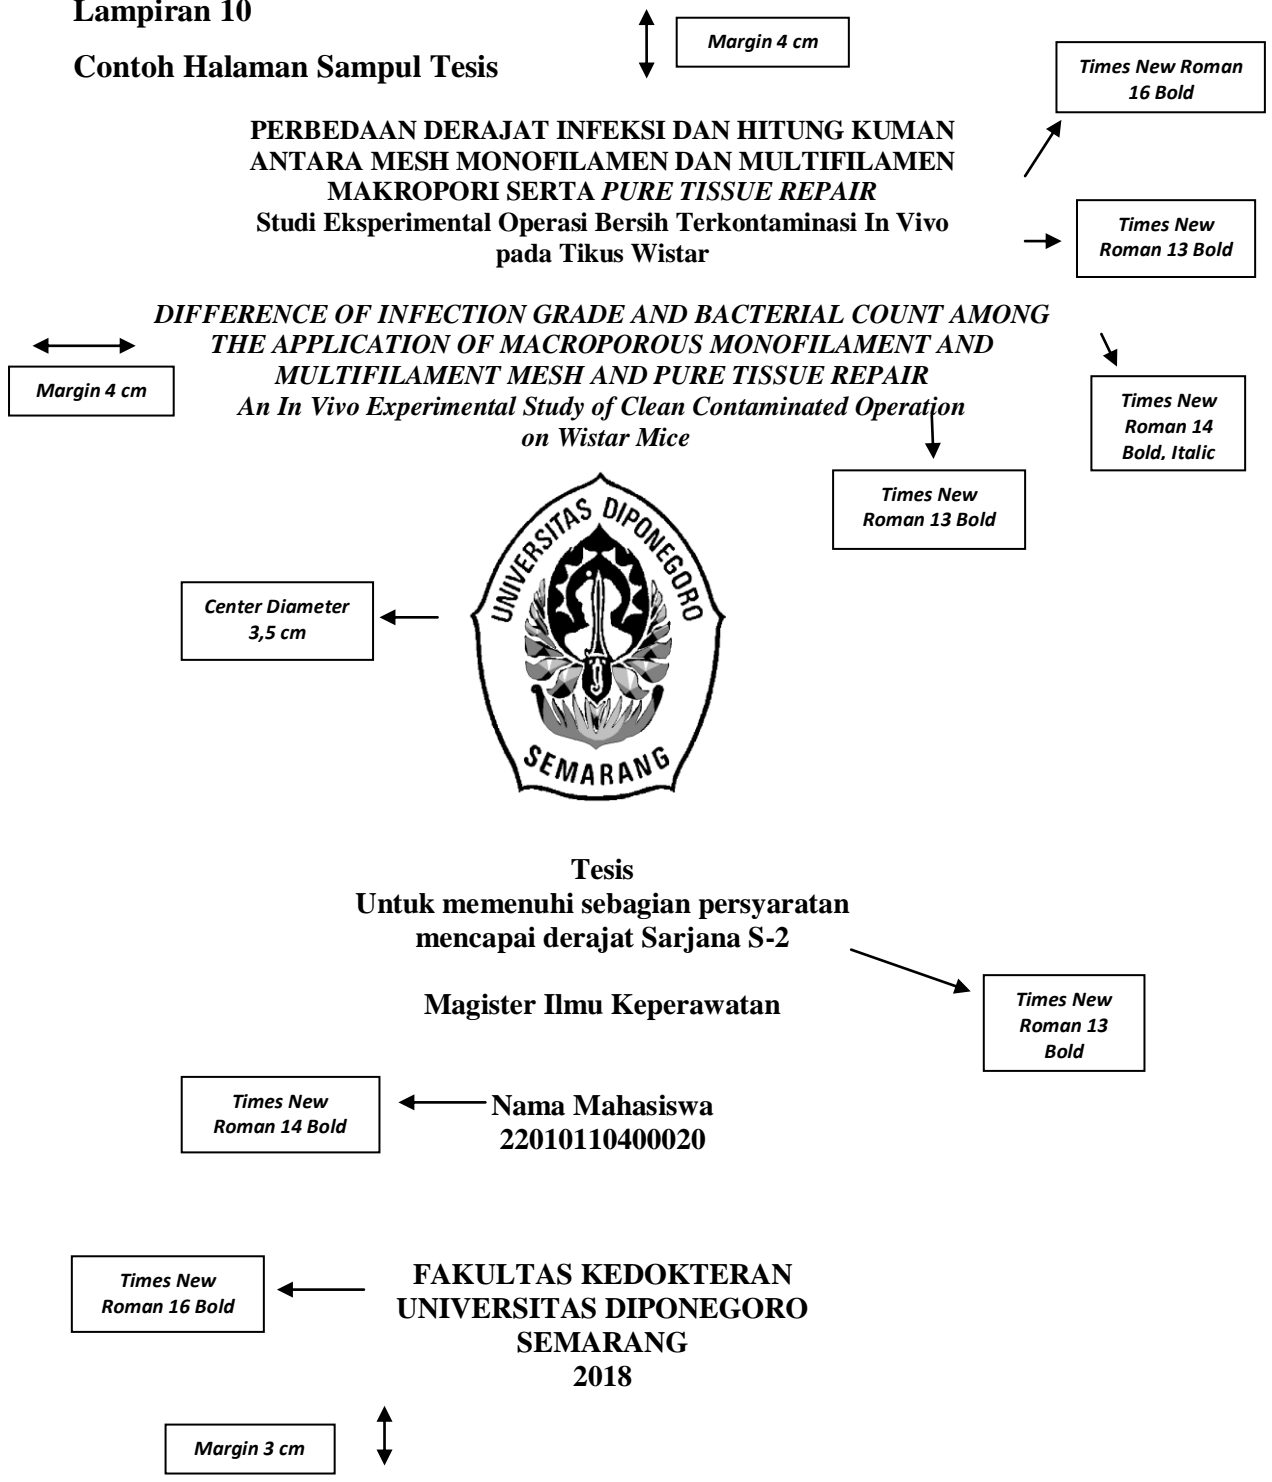 Lampiran 10
Margin 4 cm
Contoh Halaman Sampul Tesis
Times New Roman
16 Bold
PERBEDAAN DERAJAT INFEKSI DAN HITUNG KUMAN
ANTARA MESH MONOFILAMEN DAN MULTIFILAMEN
MAKROPORI SERTA PURE TISSUE REPAIR
Studi Eksperimental Operasi Bersih Terkontaminasi In Vivo
pada Tikus Wistar
Times New
Roman 13 Bold
DIFFERENCE OF INFECTION GRADE AND BACTERIAL COUNT AMONG
THE APPLICATION OF MACROPOROUS MONOFILAMENT AND
MULTIFILAMENT MESH AND PURE TISSUE REPAIR
An In Vivo Experimental Study of Clean Contaminated Operation
on Wistar Mice
Margin 4 cm
Times New
Roman 14
Bold, Italic
Times New
Roman 13 Bold
UNIVERSITAS DIPONEGORO
SEMARANG
Center Diameter
3,5 cm
Tesis
Untuk memenuhi sebagian persyaratan
mencapai derajat Sarjana S-2
Magister Ilmu Keperawatan
Times New
Roman 13
Bold
Times New
Roman 14 Bold
Nama Mahasiswa
22010110400020
Times New
Roman 16 Bold
FAKULTAS KEDOKTERAN
UNIVERSITAS DIPONEGORO
SEMARANG
2018
Margin 3 cm